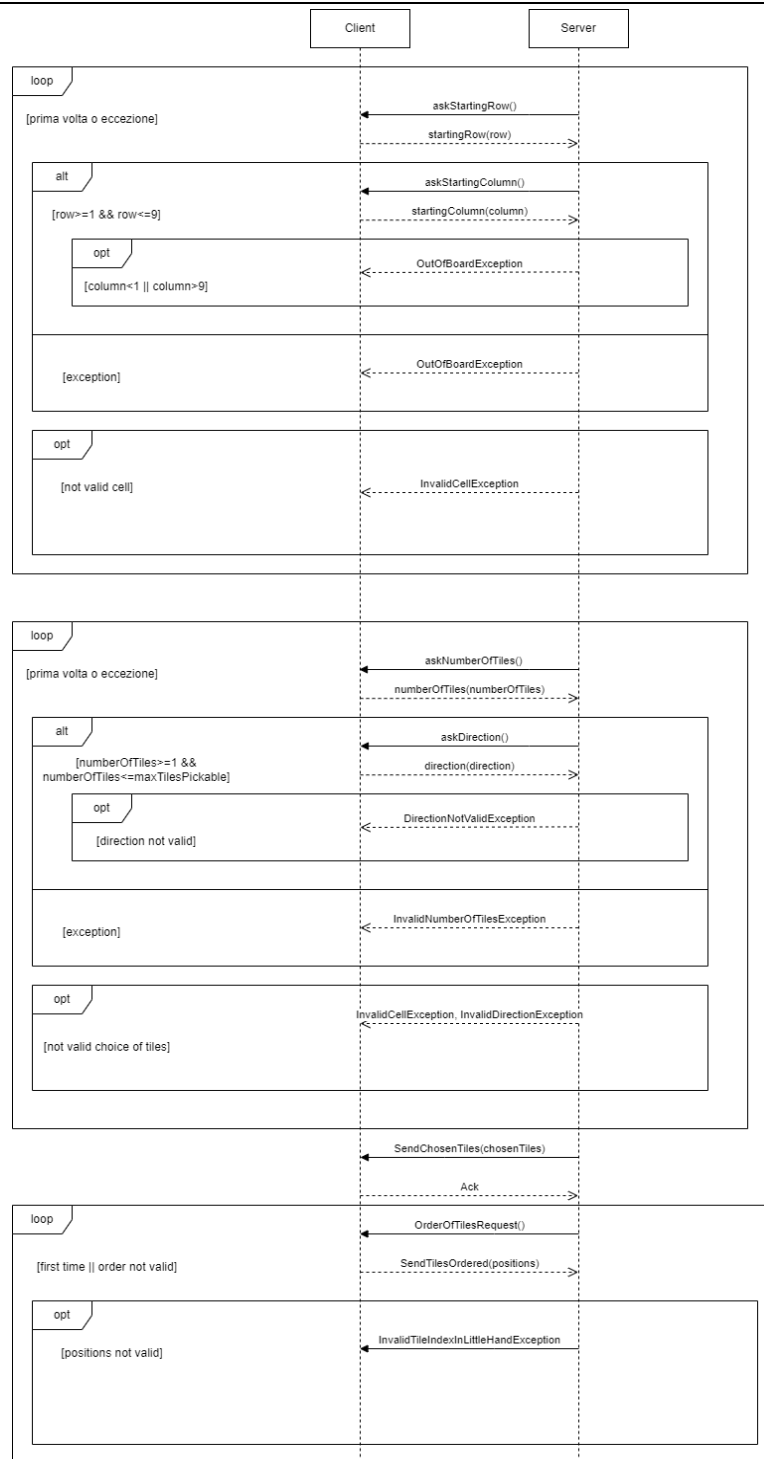 Client
Server
loop
[prima volta o eccezione]
askStartingRow()
startingRow(row)
alt
[row>=1 && row<=9]
askStartingColumn()
startingColumn(column)
opt
[column<1 || column>9]
OutOfBoardException
[exception]
OutOfBoardException
opt
[not valid cell]
InvalidCellException
loop
[prima volta o eccezione]
askNumberOfTiles()
numberOfTiles(numberOfTiles)
alt
[numberOfTiles>=1 &&
numberOfTiles<=maxTilesPickable]
askDirection()
direction(direction)
opt
[direction not valid]
DirectionNotValidException
[exception]
InvalidNumberOfTilesException
opt
[not valid choice of tiles]
InvalidCellException, InvalidDirectionException
SendChosenTiles(chosenTiles)
Ack
loop
[first time || order not valid]
OrderOfTilesRequest()
SendTilesOrdered(positions)
opt
[positions not valid]
InvalidTileIndexInLittleHandException